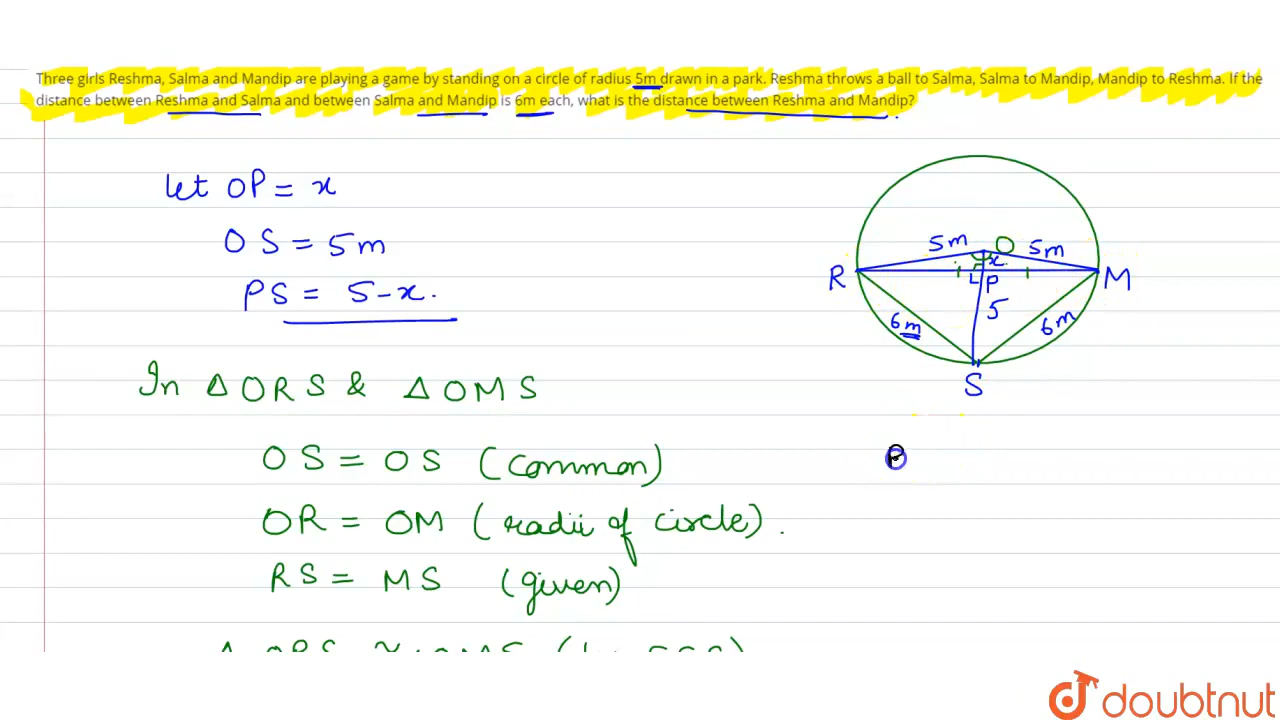 Three girls Reshma, Salma and Mandip are playing a game by standing on a circle of radius 5m drawn in a park. Reshma throws a ball to Salma, Salma to Mandip, Mandip to Reshma. If the
distance between Reshma and Salma and between Salma and Mandip is 6m each, what is the distance between Reshma and Mandip?
let OP = x
OS = 5m
PS = 5-x.
In Δ ORS & Δ OMS
OS = OS (common)
OR = OM (radii of circle).
RS = MS (given)
5m O 5m
x
R L P M
5
6m 6m
S
P
doubtnut